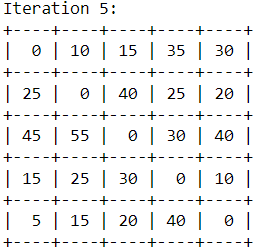 Iteration 5:
+----+----+----+----+----+
|  0 | 10 | 15 | 35 | 30 |
+----+----+----+----+----+
| 25 |  0 | 40 | 25 | 20 |
+----+----+----+----+----+
| 45 | 55 |  0 | 30 | 40 |
+----+----+----+----+----+
| 15 | 25 | 30 |  0 | 10 |
+----+----+----+----+----+
|  5 | 15 | 20 | 40 |  0 |
+----+----+----+----+----+